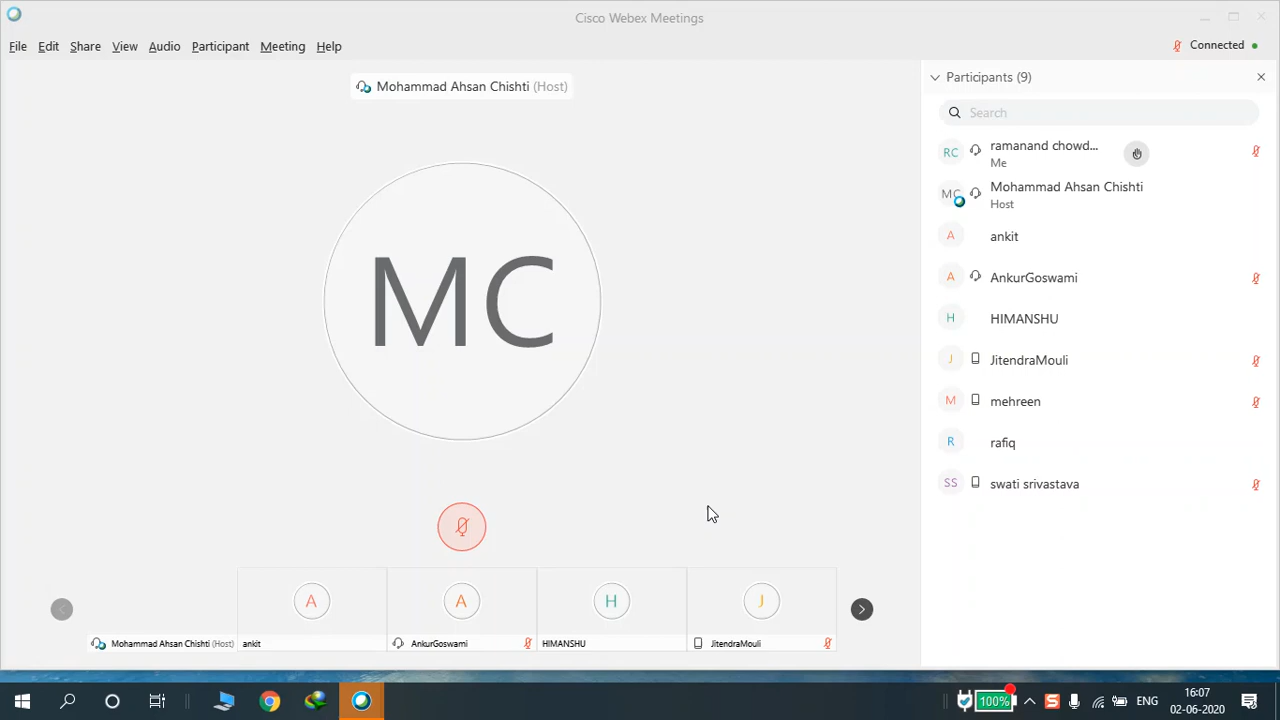 Cisco Webex Meetings
File Edit Share View Audio Participant Meeting Help
Connected
Mohammad Ahsan Chishti (Host)
MC
Participants (9)
Search
RC ramanand chowd...
Me
MC Mohammad Ahsan Chishti
Host
A ankit
A AnkurGoswami
H HIMANSHU
J JitendraMouli
M mehreen
R rafiq
SS swati srivastava
A A H J
Mohammad Ahsan Chishti (Host) ankit AnkurGoswami HIMANSHU JitendraMouli
100% S ENG
16:07
02-06-2020